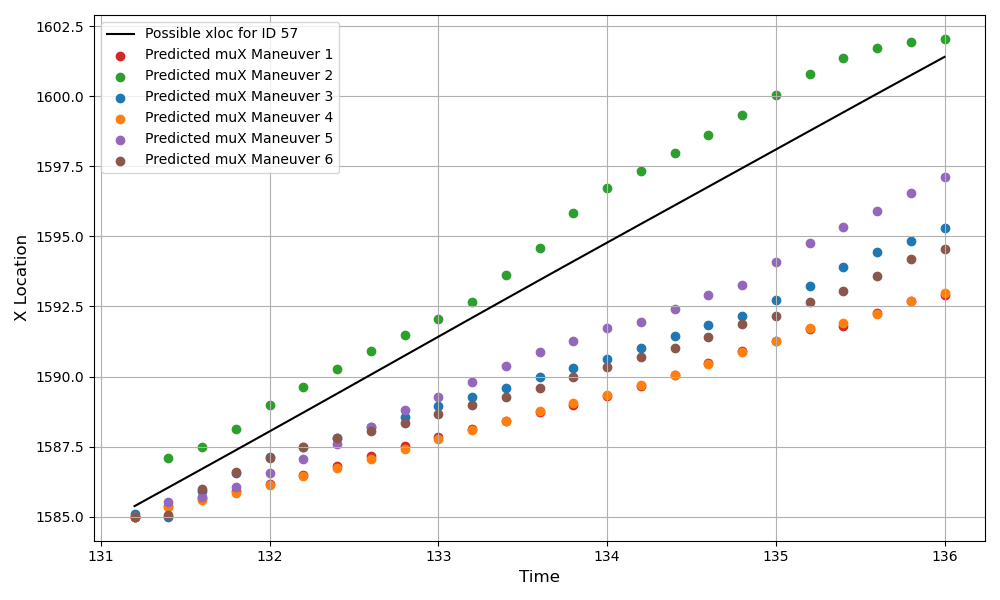 1602.5
1600.0
1597.5
1595.0
1592.5
1590.0
1587.5
1585.0
X Location
Possible xloc for ID 57
Predicted muX Maneuver 1
Predicted muX Maneuver 2
Predicted muX Maneuver 3
Predicted muX Maneuver 4
Predicted muX Maneuver 5
Predicted muX Maneuver 6
131 132 133 134 135 136
Time